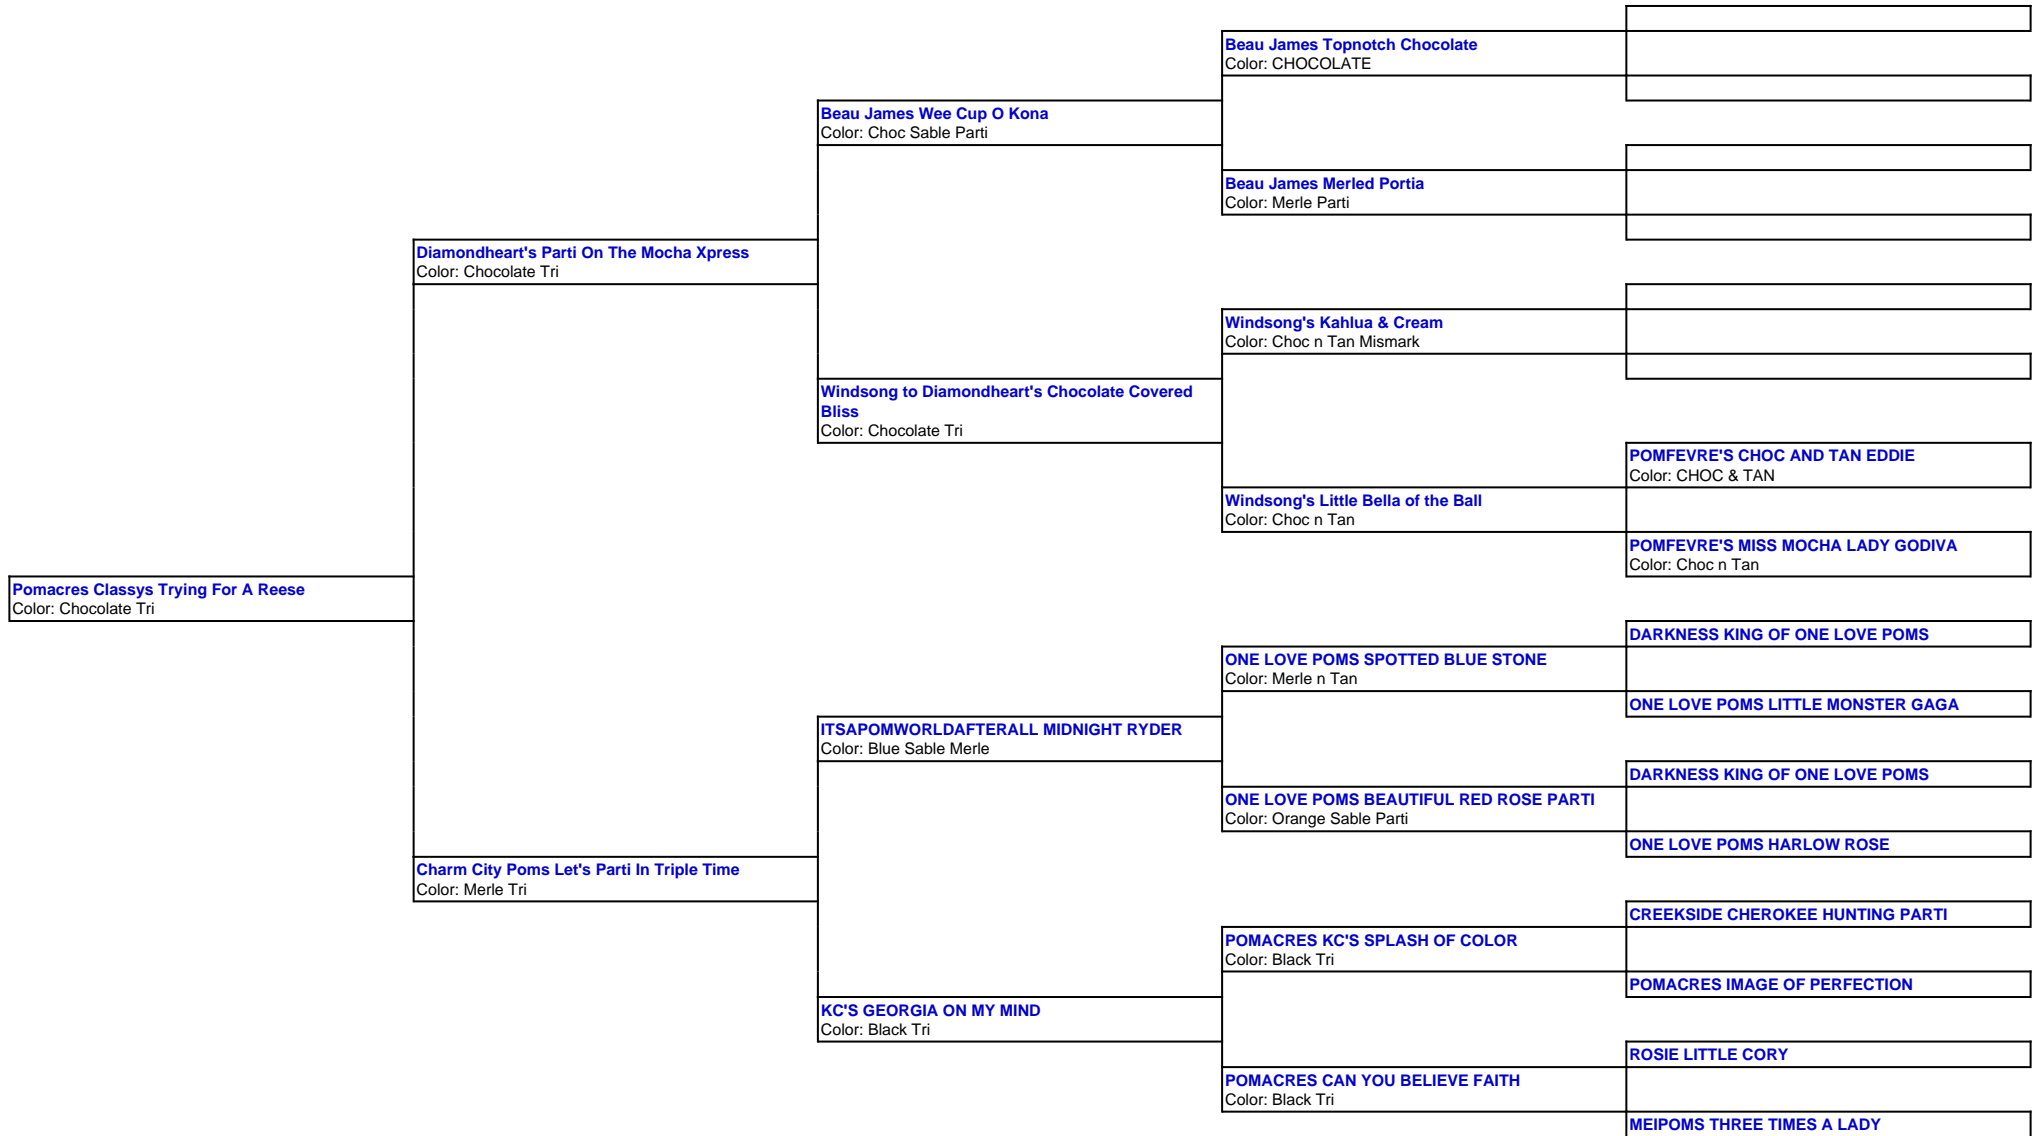 Beau James Topnotch Chocolate
Color: CHOCOLATE
Beau James Wee Cup O Kona
Color: Choc Sable Parti
Beau James Merled Portia
Color: Merle Parti
Diamondheart's Parti On The Mocha Xpress
Color: Chocolate Tri
Windsong's Kahlua & Cream
Color: Choc n Tan Mismark
Windsong to Diamondheart's Chocolate Covered
Bliss
Color: Chocolate Tri
POMFEVRE'S CHOC AND TAN EDDIE
Color: CHOC & TAN
Windsong's Little Bella of the Ball
Color: Choc n Tan
POMFEVRE'S MISS MOCHA LADY GODIVA
Color: Choc n Tan
Pomacres Classys Trying For A Reese
Color: Chocolate Tri
DARKNESS KING OF ONE LOVE POMS
ONE LOVE POMS SPOTTED BLUE STONE
Color: Merle n Tan
ONE LOVE POMS LITTLE MONSTER GAGA
ITSAPOMWORLDAFTERALL MIDNIGHT RYDER
Color: Blue Sable Merle
DARKNESS KING OF ONE LOVE POMS
ONE LOVE POMS BEAUTIFUL RED ROSE PARTI
Color: Orange Sable Parti
ONE LOVE POMS HARLOW ROSE
Charm City Poms Let's Parti In Triple Time
Color: Merle Tri
CREEKSIDE CHEROKEE HUNTING PARTI
POMACRES KC'S SPLASH OF COLOR
Color: Black Tri
POMACRES IMAGE OF PERFECTION
KC'S GEORGIA ON MY MIND
Color: Black Tri
ROSIE LITTLE CORY
POMACRES CAN YOU BELIEVE FAITH
Color: Black Tri
MEIPOMS THREE TIMES A LADY